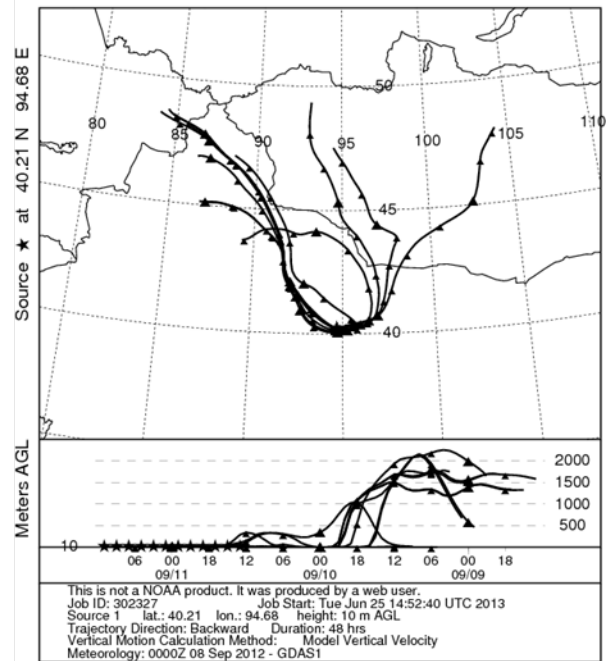 Source ★ at 40.21 N 94.68 E
50
80
85
90
95
100
105
110
45
40
Meters AGL
2000
1500
1000
500
10
06 00 18 12 06 00 18 12 06 00 18
09/11 09/10 09/09
This is not a NOAA product. It was produced by a web user.
Job ID: 302327 Job Start: Tue Jun 25 14:52:40 UTC 2013
Source 1 lat.: 40.21 lon.: 94.68 height: 10 m AGL
Trajectory Direction: Backward Duration: 48 hrs
Vertical Motion Calculation Method: Model Vertical Velocity
Meteorology: 0000Z 08 Sep 2012 - GDAS1